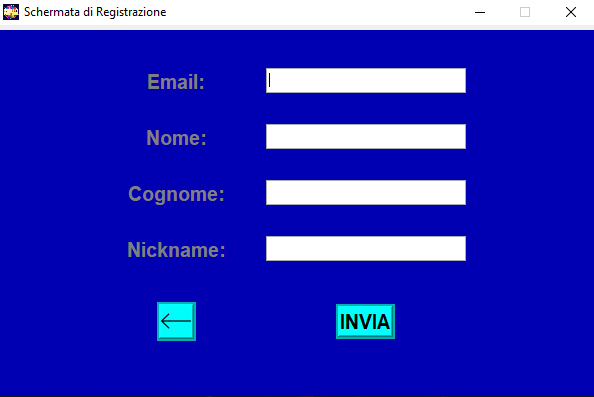 Schermata di Registrazione
Email:
Nome:
Cognome:
Nickname:
INVIA